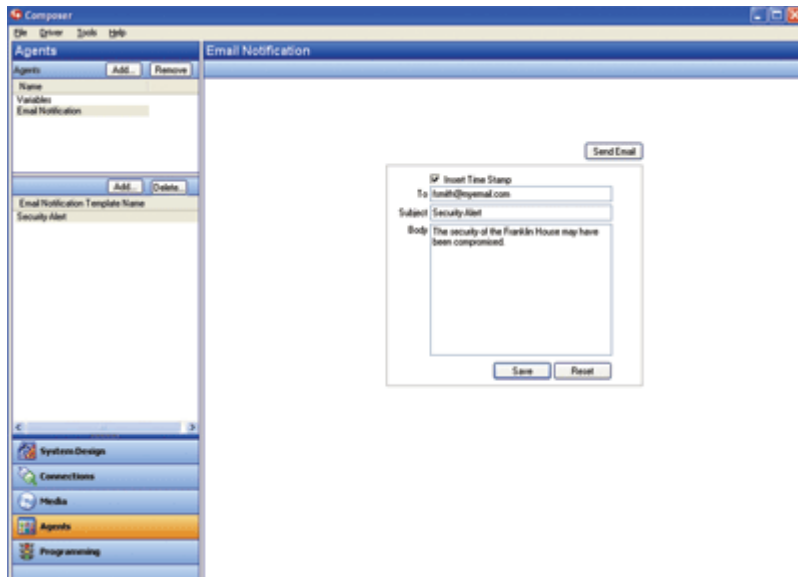 Composer
File Driver Tools Help
Agents
Agents Add... Remove
Name
Variables
Email Notification
Add... Delete...
Email Notification Template Name
Security Alert
System Design
Connections
Media
Agents
Programming
Email Notification
Send Email
Insert Time Stamp
To fsmith@myemail.com
Subject Security Alert
Body The security of the Franklin House may have
been compromised.
Save Reset